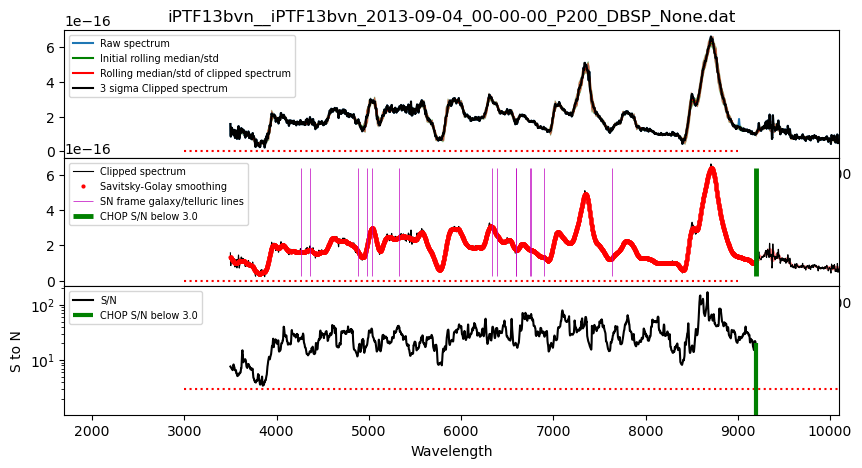 iPTF13bvn__iPTF13bvn_2013-09-04_00-00-00_P200_DBSP_None.dat
1e−16
6
4
2
0
Raw spectrum
Initial rolling median/std
Rolling median/std of clipped spectrum
3 sigma Clipped spectrum
1e−16
6
4
2
0
Clipped spectrum
Savitsky-Golay smoothing
SN frame galaxy/telluric lines
CHOP S/N below 3.0
S to N
10²
10¹
S/N
CHOP S/N below 3.0
2000 3000 4000 5000 6000 7000 8000 9000 10000
Wavelength